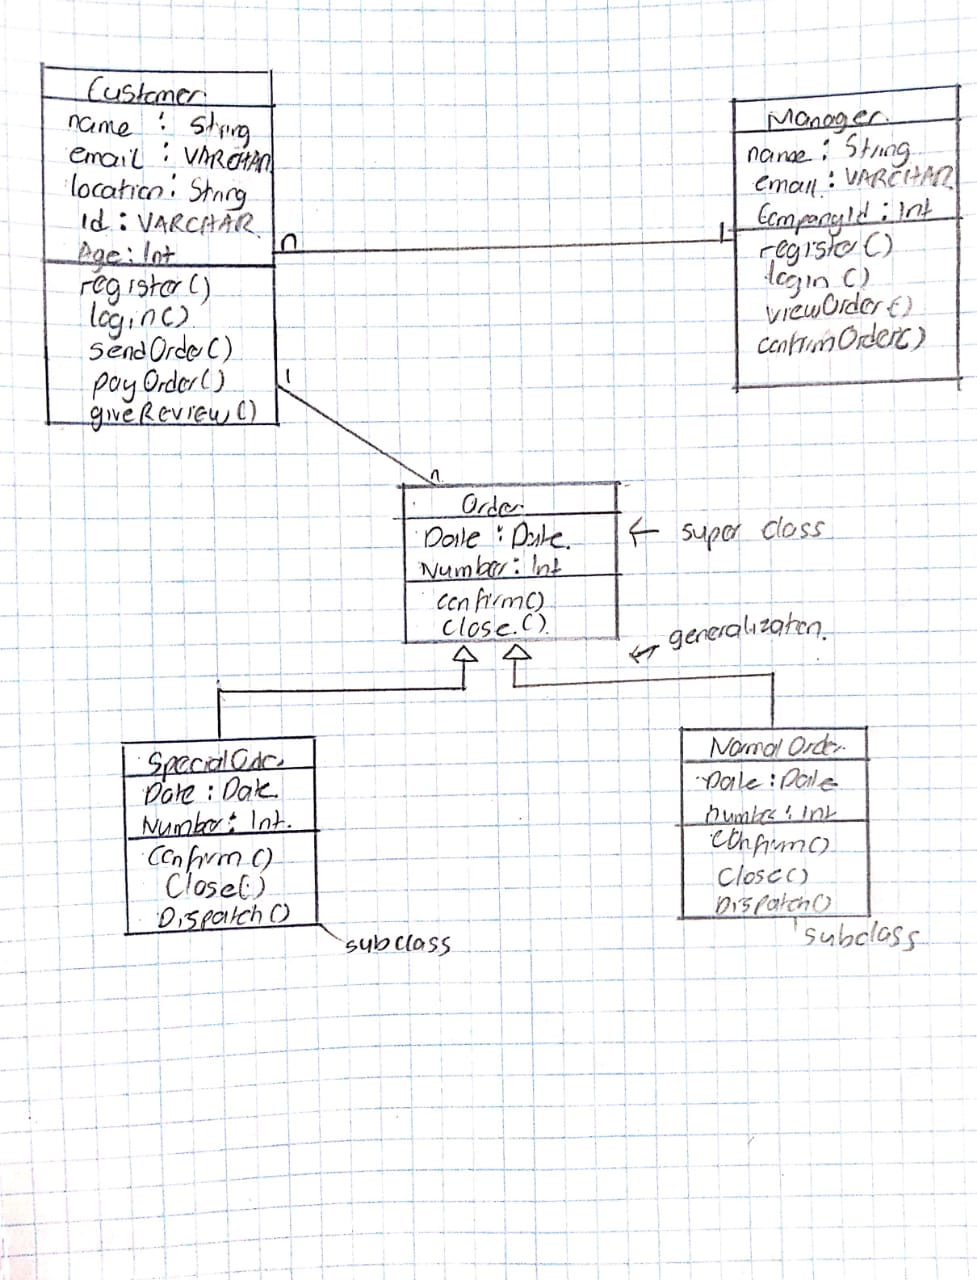 Customer
name : String
email : VARCHAR
location : String
Id : VARCHAR
Age : Int
register()
login()
sendOrder()
payOrder()
giveReview()
n
1
Manager
name : String
email : VARCHAR
CompanyId : Int
register()
login()
viewOrder()
confirmOrder()
1
n
Order
Date : Date
Number : Int
confirm()
close()
super class
generalizaton.
SpecialOrder
Date : Date
Number : Int.
Confirm()
Close()
Dispatch()
subclass
Normal Order
Date : Date
number : Int
Confirm()
Close()
Dispatch()
subclass